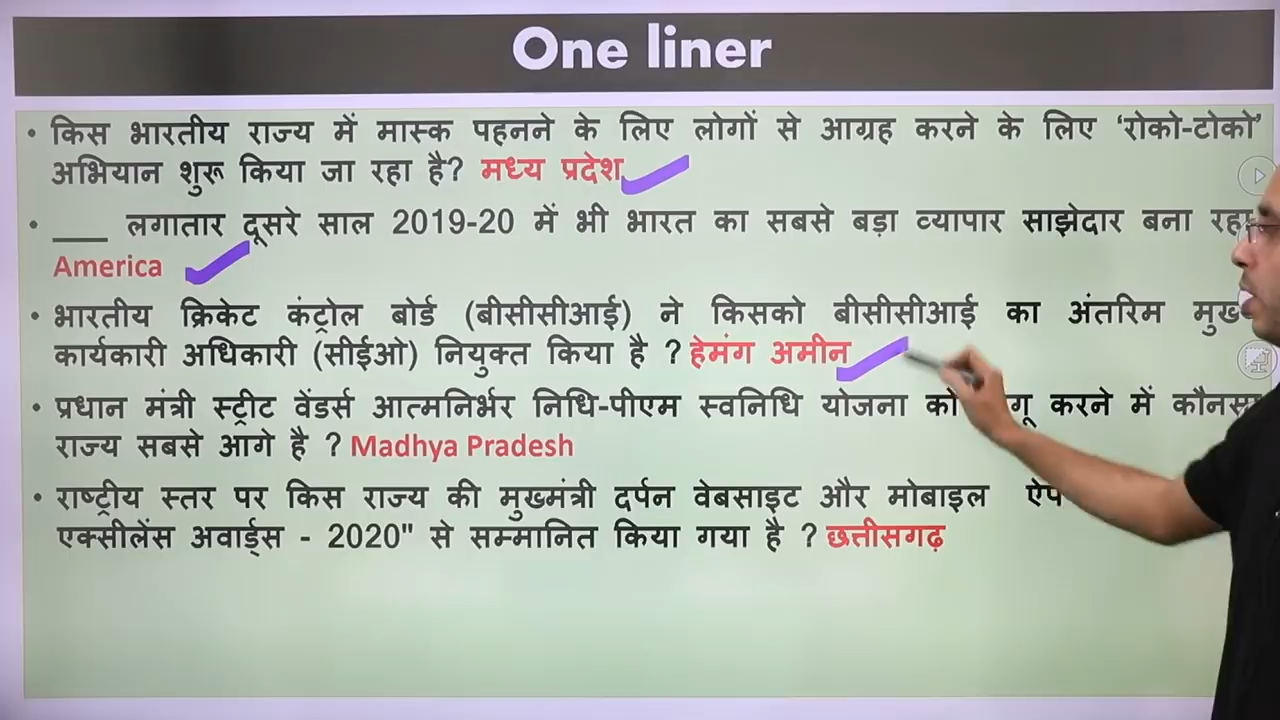 One liner
• किस भारतीय राज्य में मास्क पहनने के लिए लोगों से आग्रह करने के लिए ‘रोको-टोको’
अभियान शुरू किया जा रहा है? मध्य प्रदेश
• ___ लगातार दूसरे साल 2019-20 में भी भारत का सबसे बड़ा व्यापार साझेदार बना
America
• भारतीय क्रिकेट कंट्रोल बोर्ड (बीसीसीआई) ने किसको बीसीसीआई का अंतरिम
कार्यकारी अधिकारी (सीईओ) नियुक्त किया है ? हेमंग अमीन
• प्रधान मंत्री स्ट्रीट वेंडर्स आत्मनिर्भर निधि-पीएम स्वनिधि योजना को करने में
राज्य सबसे आगे है ? Madhya Pradesh
• राष्ट्रीय स्तर पर किस राज्य की मुख्यमंत्री दर्पन वेबसाइट और मोबाइल
एक्सीलेंस अवार्ड्स - 2020" से सम्मानित किया गया है ? छत्तीसगढ़